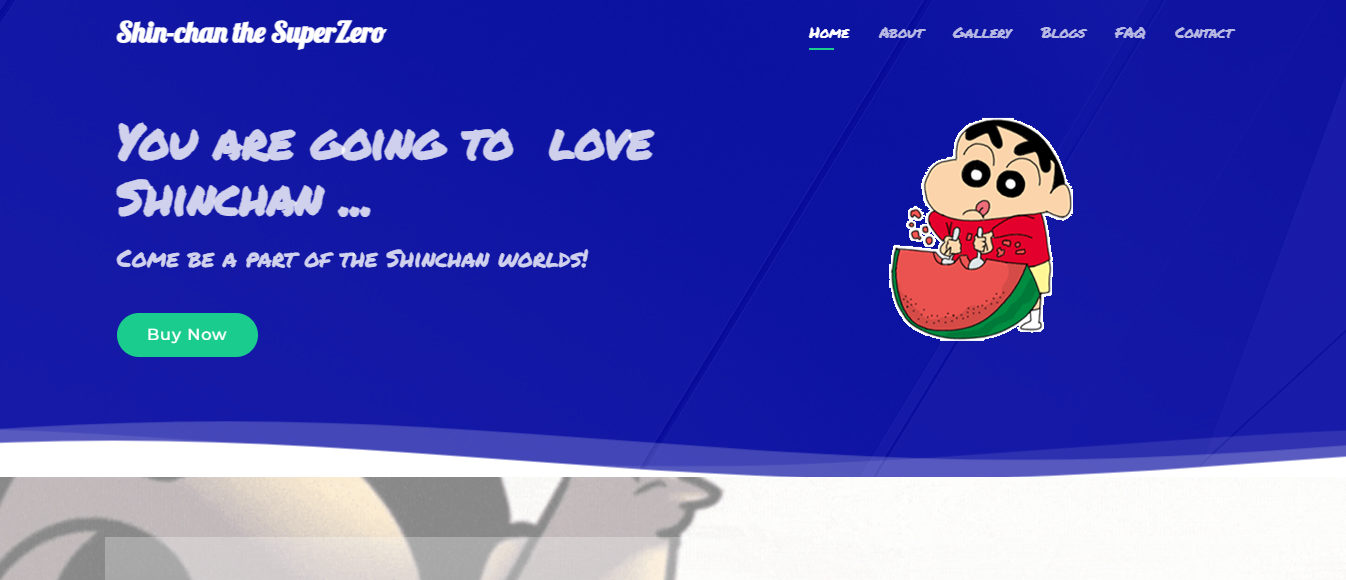 Shin-chan the SuperZero
Home About Gallery Blogs FAQ Contact
You are going to love
Shinchan ...
Come be a part of the Shinchan worlds!
Buy Now